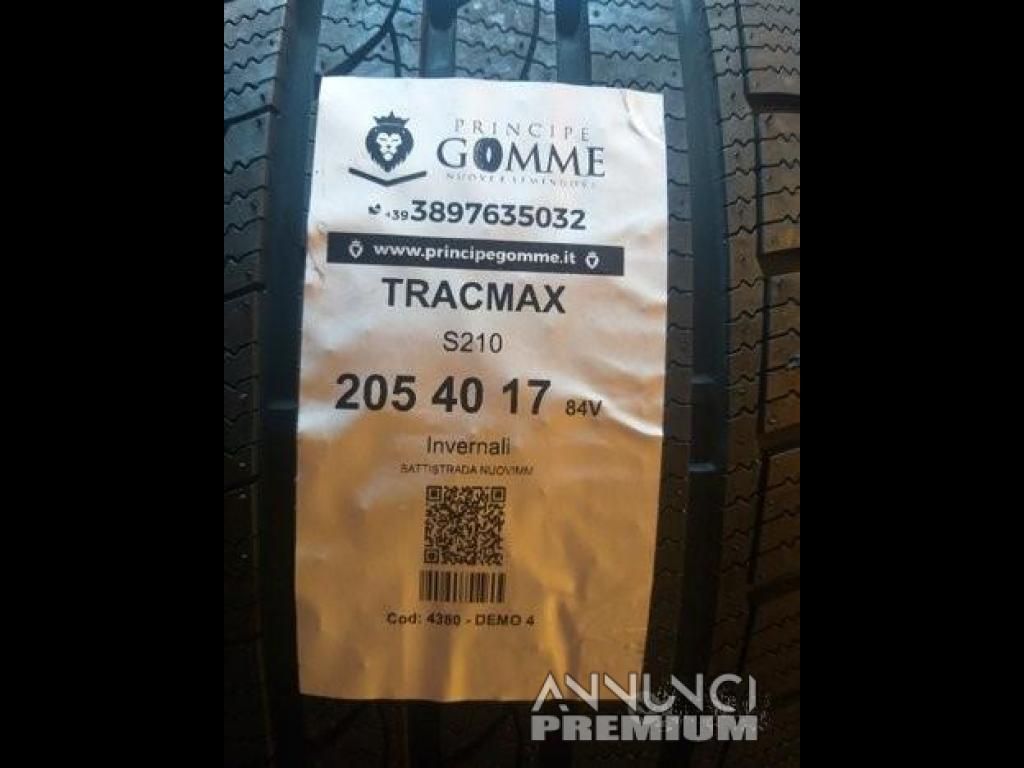 PRINCIPE
GOMME
+39 3897635032
www.principegomme.it
TRACMAX
S210
205 40 17 84V
Invernali
BATTISTRADA NUOVIMM
Cod: 4380 - DEMO 4
ANNUNCI
PREMIUM